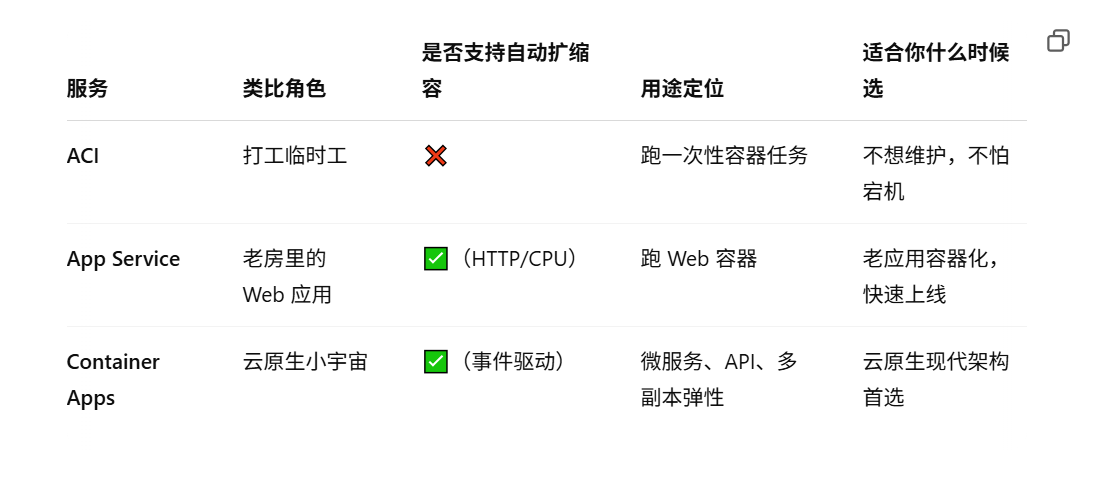 服务 类比角色 是否支持自动扩缩容 用途定位 适合你什么时候选
ACI 打工临时工 ❌ 跑一次性容器任务 不想维护，不怕宕机
App Service 老房里的 Web 应用 ✅（HTTP/CPU） 跑 Web 容器 老应用容器化，快速上线
Container Apps 云原生小宇宙 ✅（事件驱动） 微服务、API、多副本弹性 云原生现代架构首选